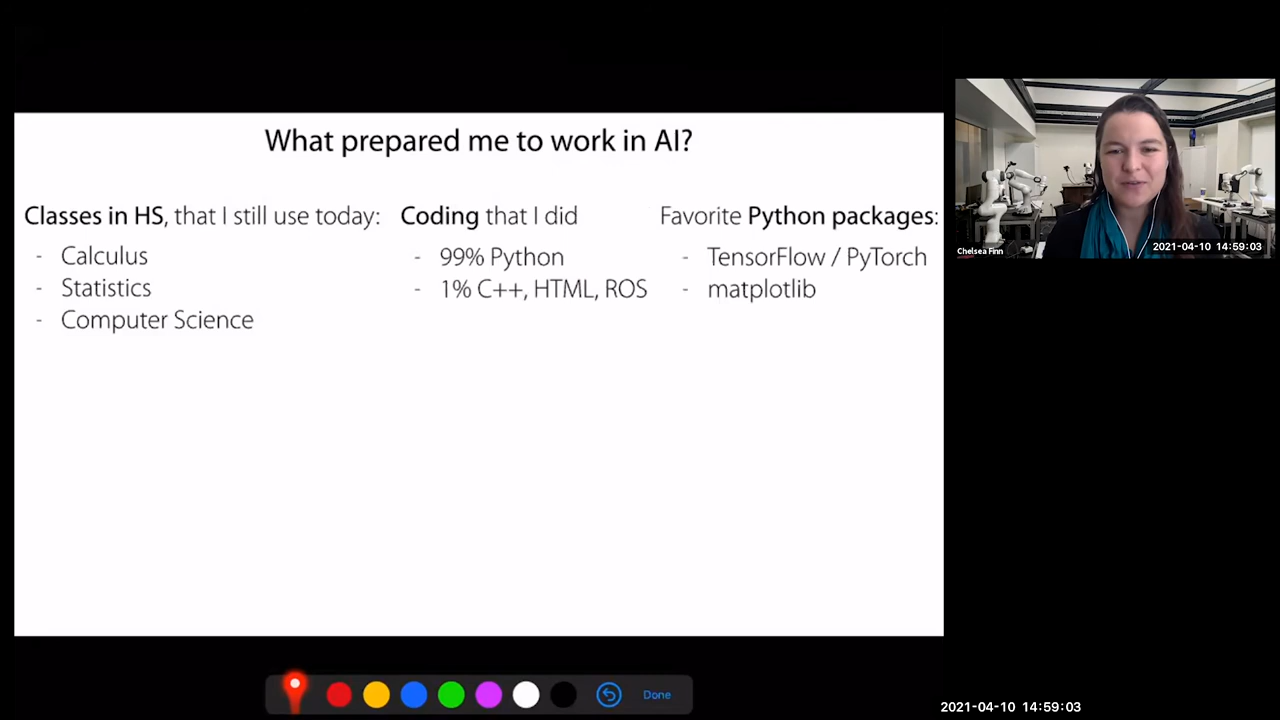 What prepared me to work in AI?
Classes in HS, that I still use today:
- Calculus
- Statistics
- Computer Science
Coding that I did
- 99% Python
- 1% C++, HTML, ROS
Favorite Python packages:
- TensorFlow / PyTorch
- matplotlib
2021-04-10 14:59:03
Chelsea Finn
Done
2021-04-10 14:59:03